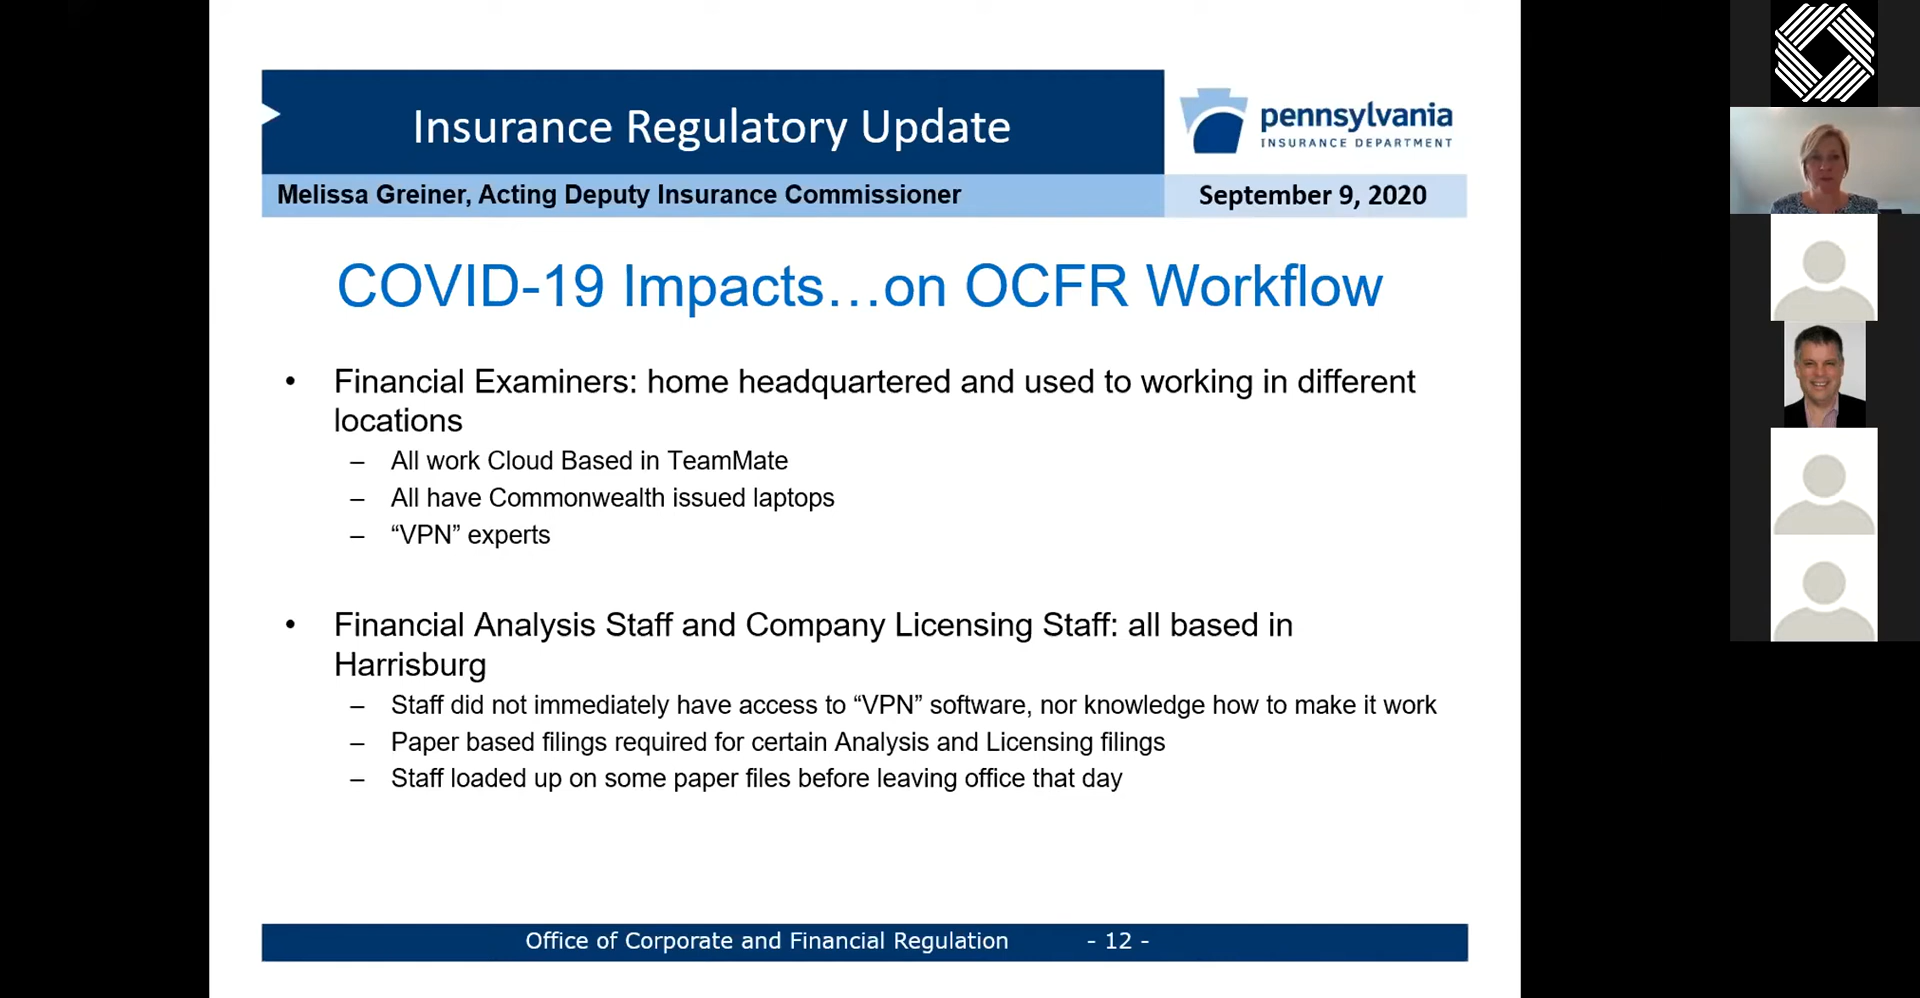 Insurance Regulatory Update
pennsylvania
INSURANCE DEPARTMENT
Melissa Greiner, Acting Deputy Insurance Commissioner
September 9, 2020
COVID-19 Impacts…on OCFR Workflow
• Financial Examiners: home headquartered and used to working in different
locations
– All work Cloud Based in TeamMate
– All have Commonwealth issued laptops
– “VPN” experts
• Financial Analysis Staff and Company Licensing Staff: all based in
Harrisburg
– Staff did not immediately have access to “VPN” software, nor knowledge how to make it work
– Paper based filings required for certain Analysis and Licensing filings
– Staff loaded up on some paper files before leaving office that day
Office of Corporate and Financial Regulation - 12 -